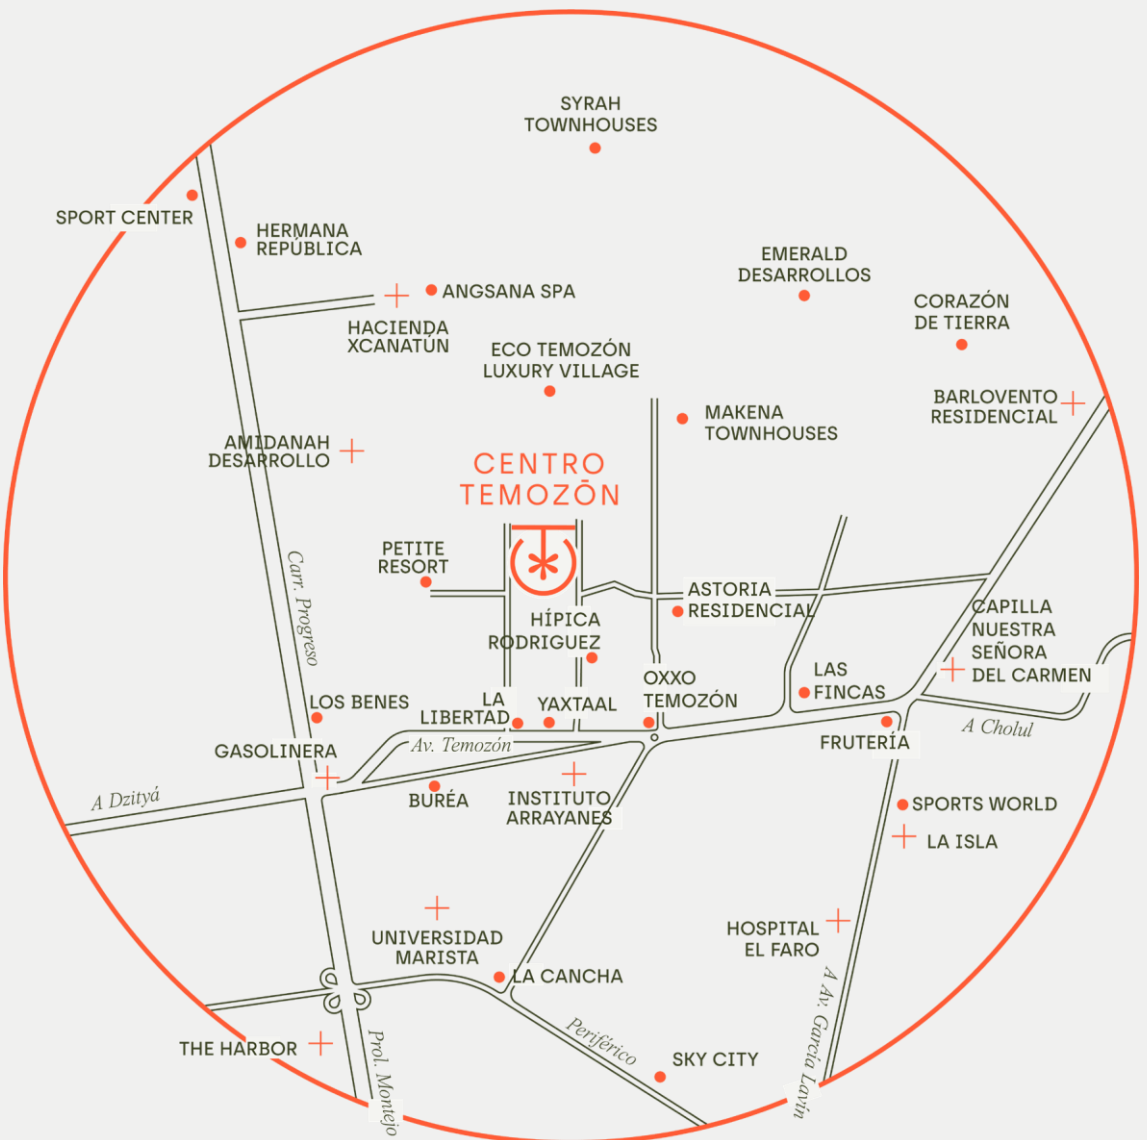 SYRAH
TOWNHOUSES
SPORT CENTER
HERMANA
REPÚBLICA
EMERALD
DESARROLLOS
ANGSANA SPA
CORAZÓN
DE TIERRA
HACIENDA
XCANATÚN
ECO TEMOZÓN
LUXURY VILLAGE
BARLOVENTO
RESIDENCIAL
MAKENA
TOWNHOUSES
AMIDANAH
DESARROLLO
CENTRO
TEMOZŌN
PETITE
RESORT
Carr. Progreso
ASTORIA
RESIDENCIAL
HÍPICA
RODRIGUEZ
CAPILLA
NUESTRA
SEÑORA
DEL CARMEN
OXXO
TEMOZÓN
LAS
FINCAS
LOS BENES
LA
LIBERTAD
YAXTAAL
A Cholul
FRUTERÍA
GASOLINERA
Av. Temozón
A Dzityá
BURÉA
INSTITUTO
ARRAYANES
SPORTS WORLD
LA ISLA
UNIVERSIDAD
MARISTA
HOSPITAL
EL FARO
LA CANCHA
A Av. García Lavín
THE HARBOR
Prol. Montejo
Periférico
SKY CITY